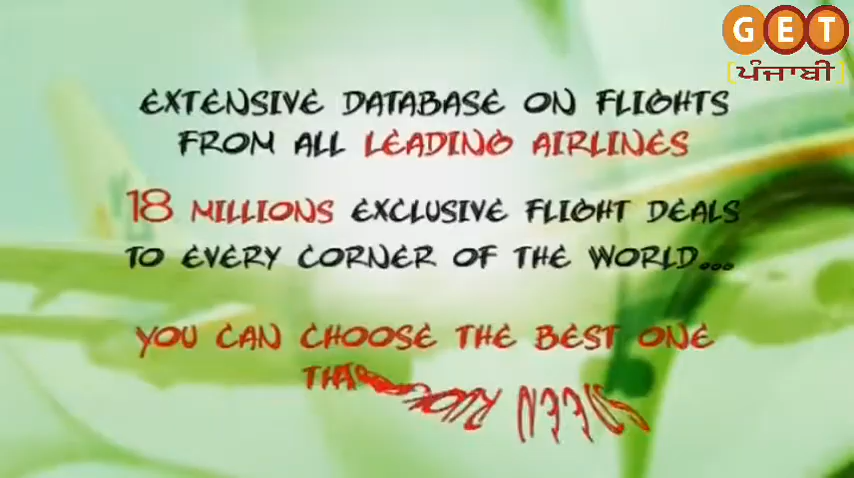 GET
ਪੰਜਾਬੀ
EXTENSIVE DATABASE ON FLIGHTS
FROM ALL LEADING AIRLINES
18 MILLIONS EXCLUSIVE FLIGHT DEALS
TO EVERY CORNER OF THE WORLD...
YOU CAN CHOOSE THE BEST ONE